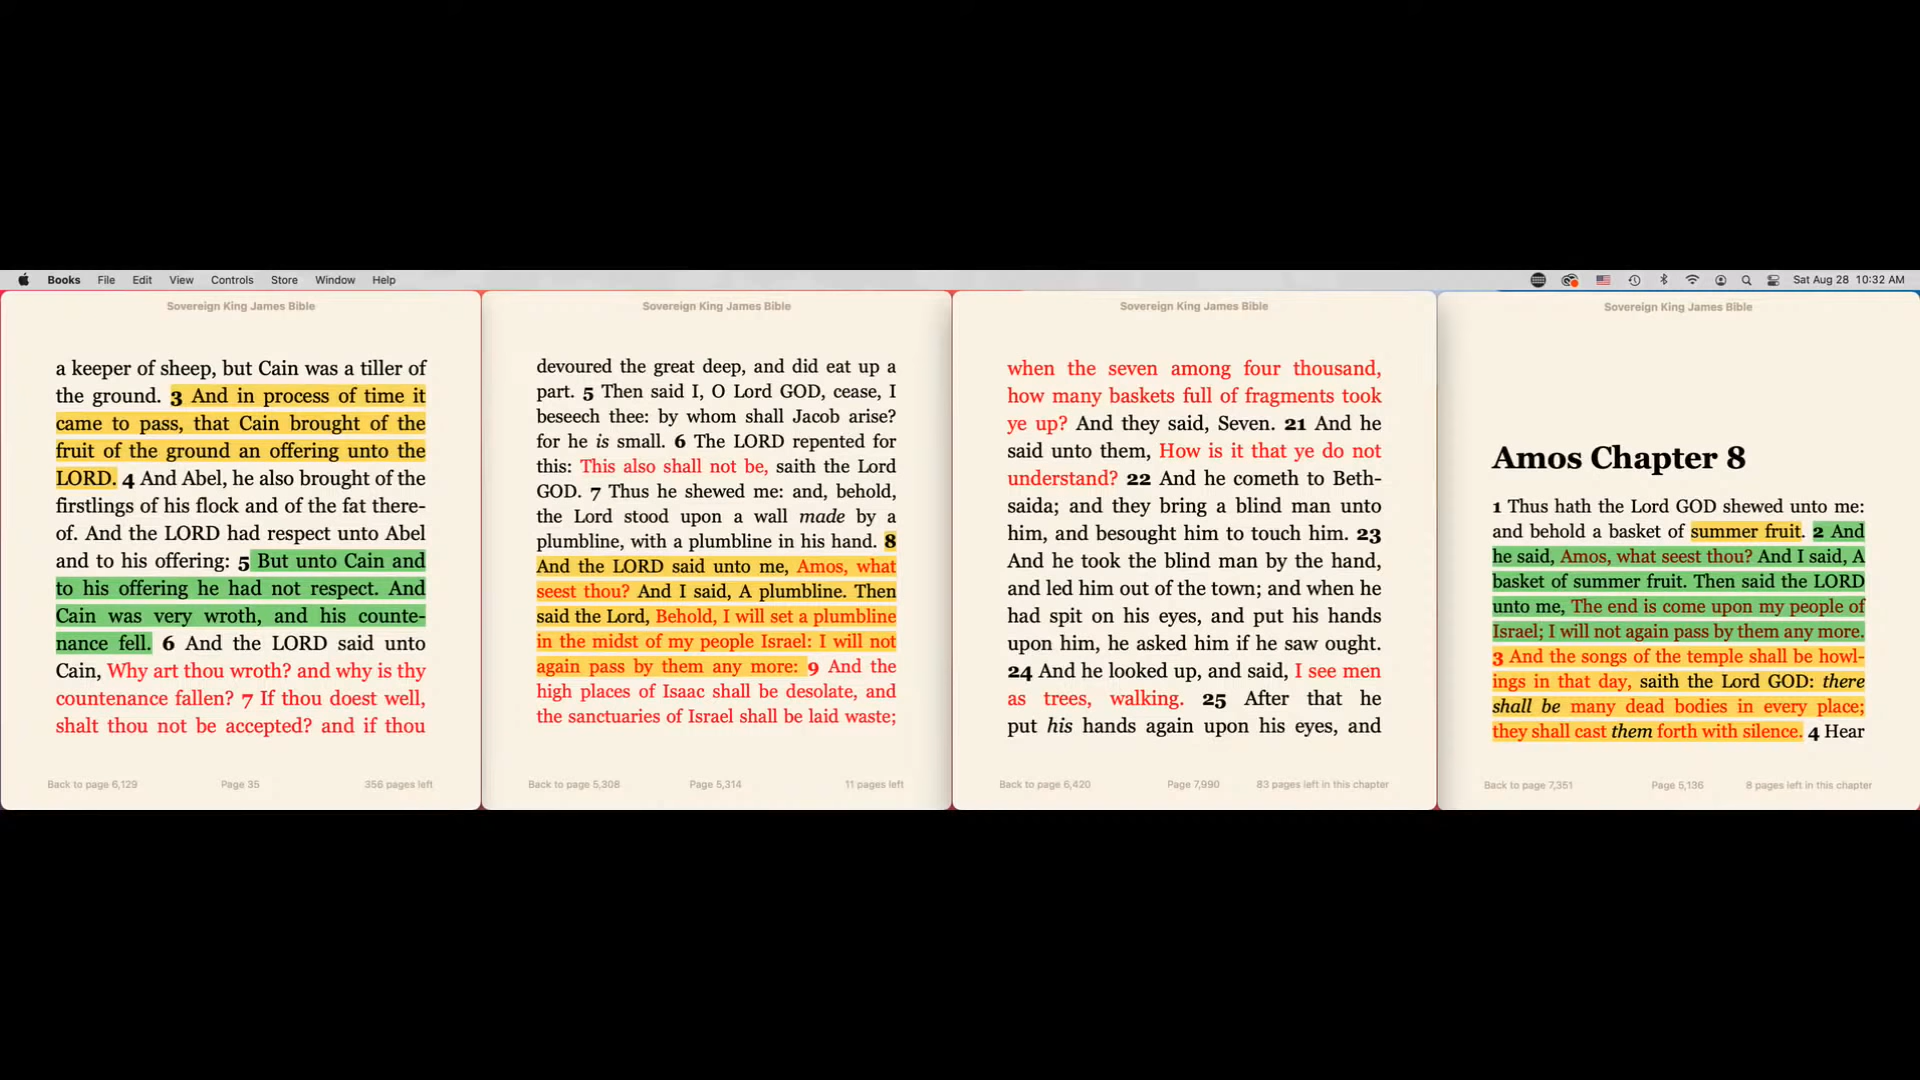 Books File Edit View Controls Store Window Help
Sat Aug 28 10:32 AM
Sovereign King James Bible
a keeper of sheep, but Cain was a tiller of
the ground. 3 And in process of time it
came to pass, that Cain brought of the
fruit of the ground an offering unto the
LORD. 4 And Abel, he also brought of the
firstlings of his flock and of the fat there-
of. And the LORD had respect unto Abel
and to his offering: 5 But unto Cain and
to his offering he had not respect. And
Cain was very wroth, and his counte-
nance fell. 6 And the LORD said unto
Cain, Why art thou wroth? and why is thy
countenance fallen? 7 If thou doest well,
shalt thou not be accepted? and if thou
Back to page 6,129 Page 35 356 pages left
Sovereign King James Bible
devoured the great deep, and did eat up a
part. 5 Then said I, O Lord GOD, cease, I
beseech thee: by whom shall Jacob arise?
for he is small. 6 The LORD repented for
this: This also shall not be, saith the Lord
GOD. 7 Thus he shewed me: and, behold,
the Lord stood upon a wall made by a
plumbline, with a plumbline in his hand. 8
And the LORD said unto me, Amos, what
seest thou? And I said, A plumbline. Then
said the Lord, Behold, I will set a plumbline
in the midst of my people Israel: I will not
again pass by them any more: 9 And the
high places of Isaac shall be desolate, and
the sanctuaries of Israel shall be laid waste;
Back to page 5,308 Page 5,314 11 pages left
Sovereign King James Bible
when the seven among four thousand,
how many baskets full of fragments took
ye up? And they said, Seven. 21 And he
said unto them, How is it that ye do not
understand? 22 And he cometh to Beth-
saida; and they bring a blind man unto
him, and besought him to touch him. 23
And he took the blind man by the hand,
and led him out of the town; and when he
had spit on his eyes, and put his hands
upon him, he asked him if he saw ought.
24 And he looked up, and said, I see men
as trees, walking. 25 After that he
put his hands again upon his eyes, and
Back to page 6,420 Page 7,990 83 pages left in this chapter
Sovereign King James Bible
Amos Chapter 8
1 Thus hath the Lord GOD shewed unto me:
and behold a basket of summer fruit. 2 And
he said, Amos, what seest thou? And I said, A
basket of summer fruit. Then said the LORD
unto me, The end is come upon my people of
Israel; I will not again pass by them any more.
3 And the songs of the temple shall be howl-
ings in that day, saith the Lord GOD: there
shall be many dead bodies in every place;
they shall cast them forth with silence. 4 Hear
Back to page 7,351 Page 5,136 8 pages left in this chapter